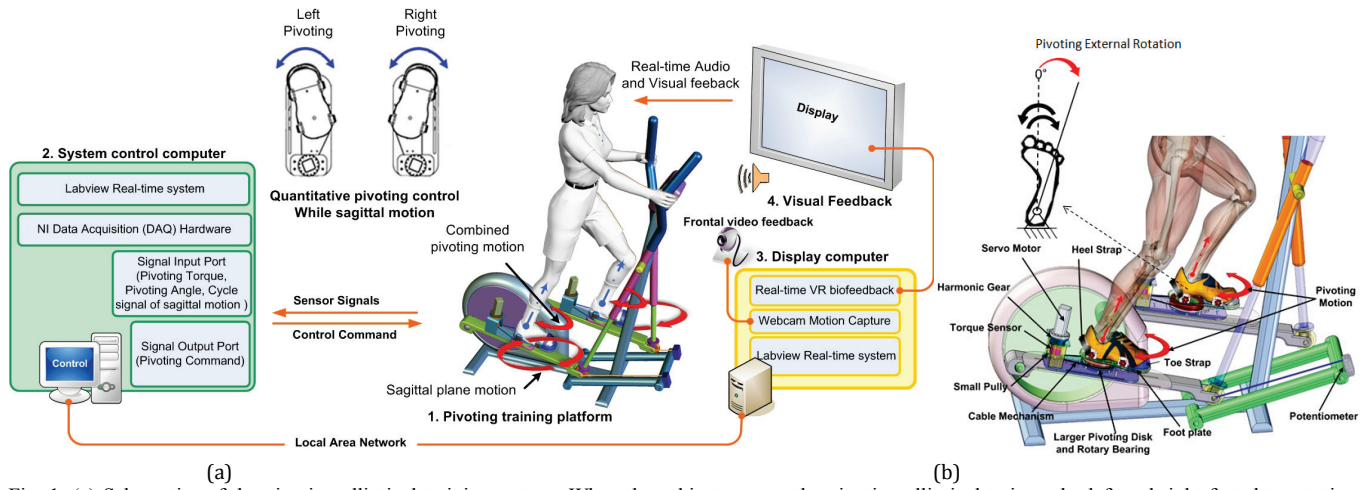 Left
Pivoting
Right
Pivoting
Real-time Audio
and Visual feeback
Display
4. Visual Feedback
Quantitative pivoting control
While sagittal motion
2. System control computer
Labview Real-time system
NI Data Acquisition (DAQ) Hardware
Signal Input Port
(Pivoting Torque,
Pivoting Angle, Cycle
signal of sagittal motion )
Signal Output Port
(Pivoting Command)
Control
Sensor Signals
Control Command
Combined
pivoting motion
Sagittal plane motion
1. Pivoting training platform
Frontal video feedback
3. Display computer
Real-time VR biofeedback
Webcam Motion Capture
Labview Real-time system
Local Area Network
(a)
Pivoting External Rotation
0°
Servo Motor
Heel Strap
Harmonic Gear
Torque Sensor
Small Pully
Cable Mechanism
Larger Pivoting Disk
and Rotary Bearing
Foot plate
Toe Strap
Pivoting
Motion
Potentiometer
(b)